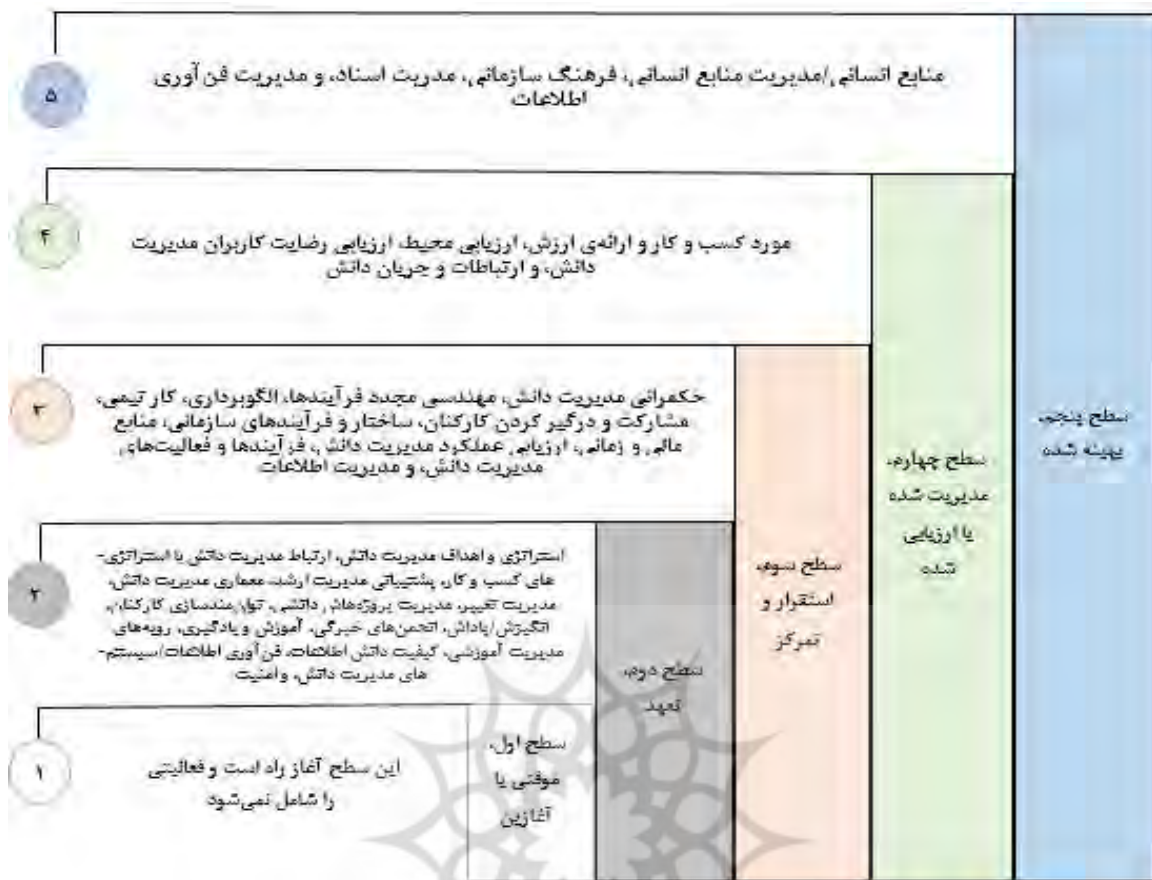 منابع انسانی/مدیریت منابع انسانی، فرهنگ سازمانی، مدریت اسناد، و مدیریت فن آوری
اطلاعات
۵
سطح پنجم،
بهینه شده
مورد کسب و کار و ارائه‌ی ارزش، ارزیابی محیط، ارزیابی رضایت کاربران مدیریت
دانش، و ارتباطات و جریان دانش
۴
سطح چهارم،
مدیریت شده
یا ارزیابی
شده
حکمرانی مدیریت دانش، مهندسی مجدد فرآیندها، الگوبرداری، کار تیمی،
مشارکت و درگیر کردن کارکنان، ساختار و فرآیندهای سازمانی، منابع
مالی و زمانی، ارزیابی عملکرد مدیریت دانش، فرآیندها و فعالیت‌های
مدیریت دانش، و مدیریت اطلاعات
۳
سطح سوم،
استقرار و
تمرکز
استراتژی و اهداف مدیریت دانش، ارتباط مدیریت دانش با استراتژی-
های کسب و کار، پشتیبانی مدیریت ارشد، معماری مدیریت دانش،
مدیریت تغییر، مدیریت پروژه‌های دانشی، توان‌مندسازی کارکنان،
انگیزش/پاداش، انجمن‌های خبرگی، آموزش و یادگیری، رویه‌های
مدیریت آموزشی، کیفیت دانش اطلاعات، فن آوری اطلاعات/سیستم-
های مدیریت دانش، و امنیت
۲
سطح دوم،
تعهد
این سطح آغاز راه است و فعالیتی
را شامل نمی‌شود
۱
سطح اول،
موقتی یا
آغازین